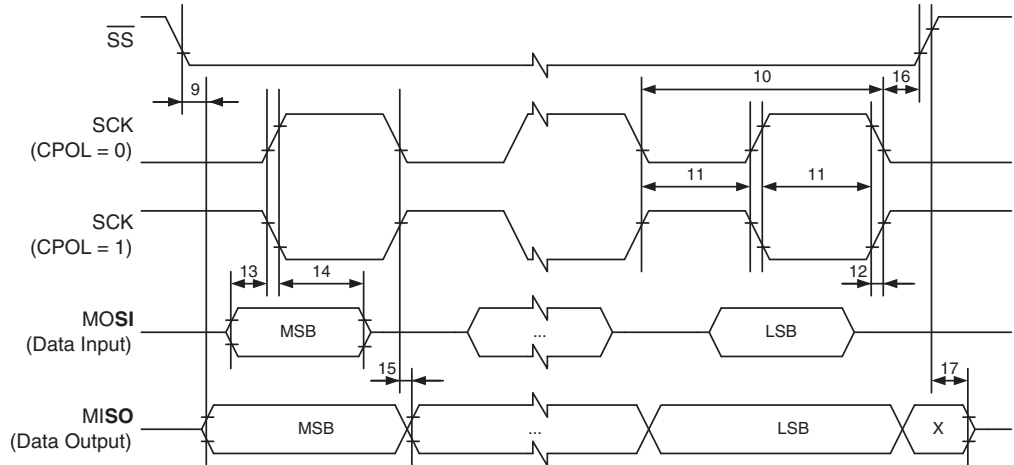 SS
9
10
16
SCK
(CPOL = 0)
11
11
SCK
(CPOL = 1)
13
14
12
MOSI
(Data Input)
MSB
...
LSB
15
17
MISO
(Data Output)
MSB
...
LSB
X